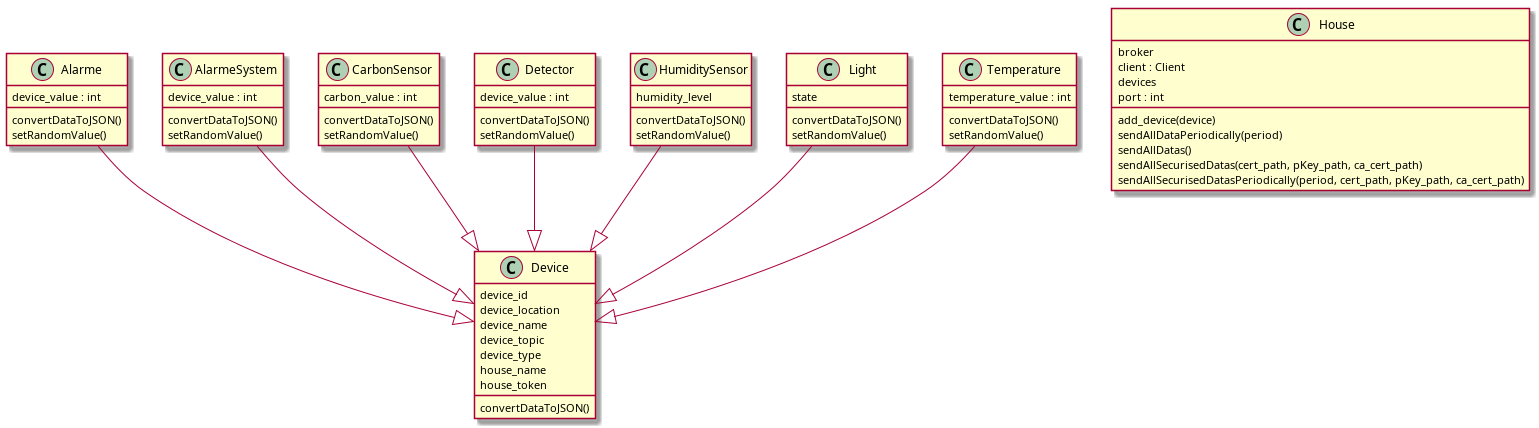 C Alarme
device_value : int
convertDataToJSON()
setRandomValue()
C AlarmeSystem
device_value : int
convertDataToJSON()
setRandomValue()
C CarbonSensor
carbon_value : int
convertDataToJSON()
setRandomValue()
C Detector
device_value : int
convertDataToJSON()
setRandomValue()
C HumiditySensor
humidity_level
convertDataToJSON()
setRandomValue()
C Light
state
convertDataToJSON()
setRandomValue()
C Temperature
temperature_value : int
convertDataToJSON()
setRandomValue()
C House
broker
client : Client
devices
port : int
add_device(device)
sendAllDataPeriodically(period)
sendAllDatas()
sendAllSecurisedDatas(cert_path, pKey_path, ca_cert_path)
sendAllSecurisedDatasPeriodically(period, cert_path, pKey_path, ca_cert_path)
C Device
device_id
device_location
device_name
device_topic
device_type
house_name
house_token
convertDataToJSON()